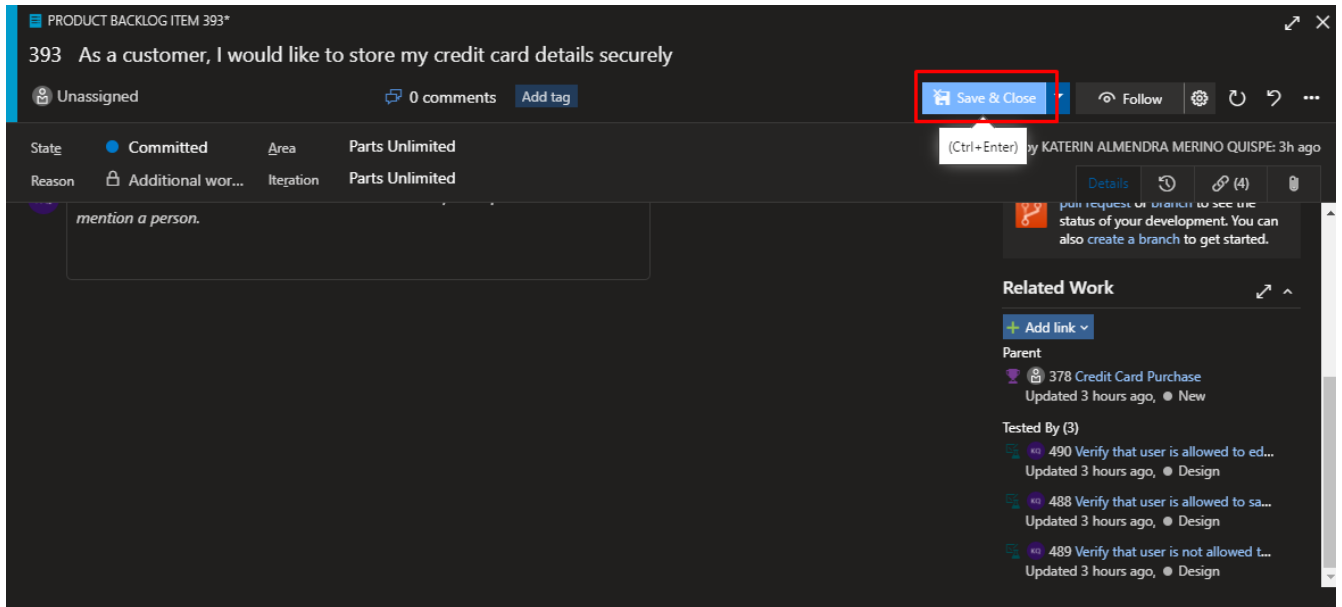 PRODUCT BACKLOG ITEM 393*
393 As a customer, I would like to store my credit card details securely
Unassigned
0 comments
Add tag
Save & Close
Follow
(Ctrl+Enter)
by KATERIN ALMENDRA MERINO QUISPE: 3h ago
State
Committed
Area
Parts Unlimited
Reason
Additional wor...
Iteration
Parts Unlimited
Details
(4)
mention a person.
pull request or branch to see the
status of your development. You can
also create a branch to get started.
Related Work
+ Add link
Parent
378 Credit Card Purchase
Updated 3 hours ago, ● New
Tested By (3)
KQ 490 Verify that user is allowed to ed...
Updated 3 hours ago, ● Design
KQ 488 Verify that user is allowed to sa...
Updated 3 hours ago, ● Design
KQ 489 Verify that user is not allowed t...
Updated 3 hours ago, ● Design